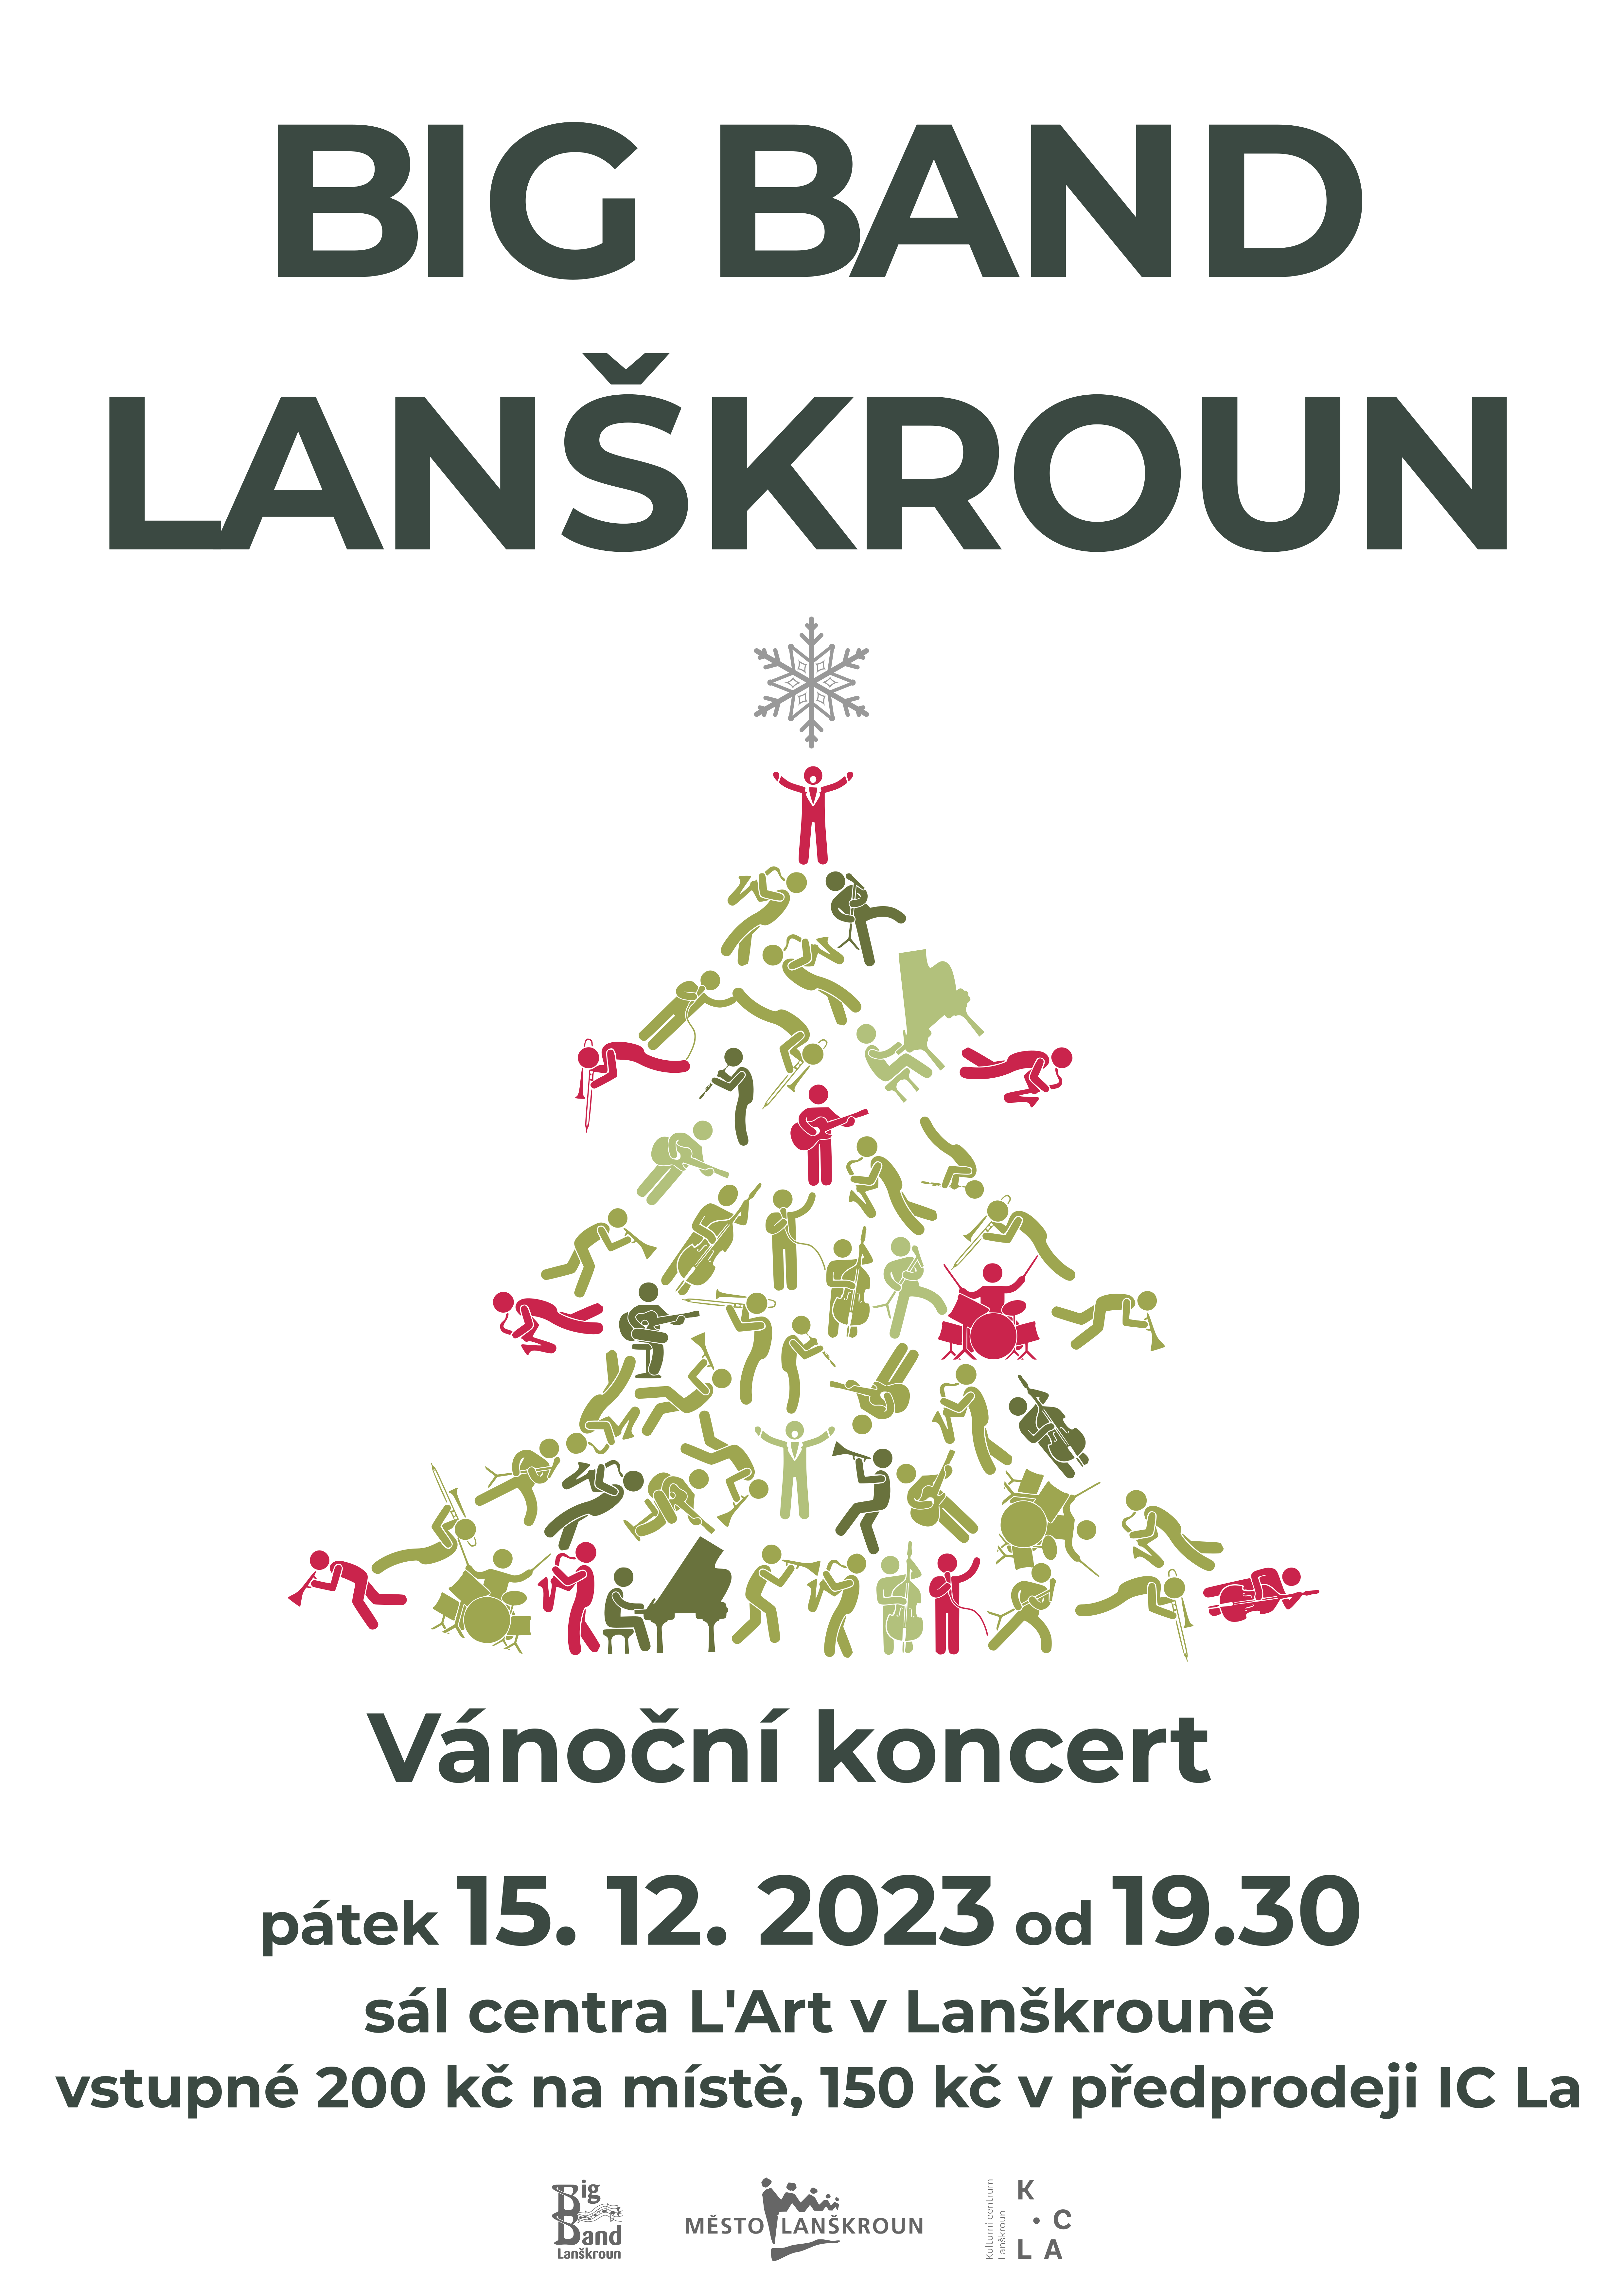 BIG BAND
LANŠKROUN
Vánoční koncert
pátek 15. 12. 2023 od 19.30
sál centra L'Art v Lanškrouně
vstupné 200 kč na místě, 150 kč v předprodeji IC La
Big
Band
Lanškroun
MĚSTO LANŠKROUN
Kulturní centrum
Lanškroun
K
· C
L A